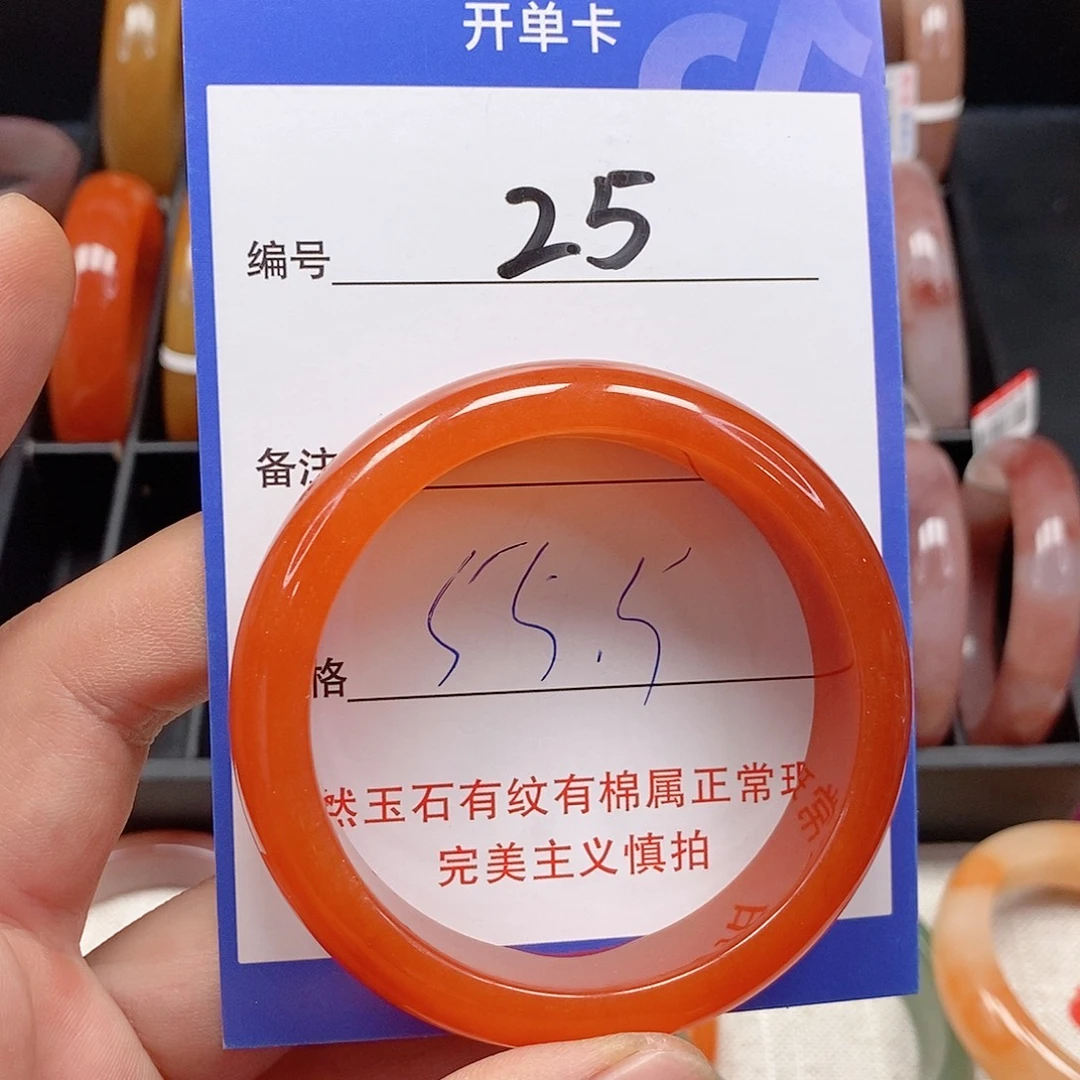 开单卡
编号 25
备注
55.5
格
然玉石有纹有棉属正常现
完美主义慎拍